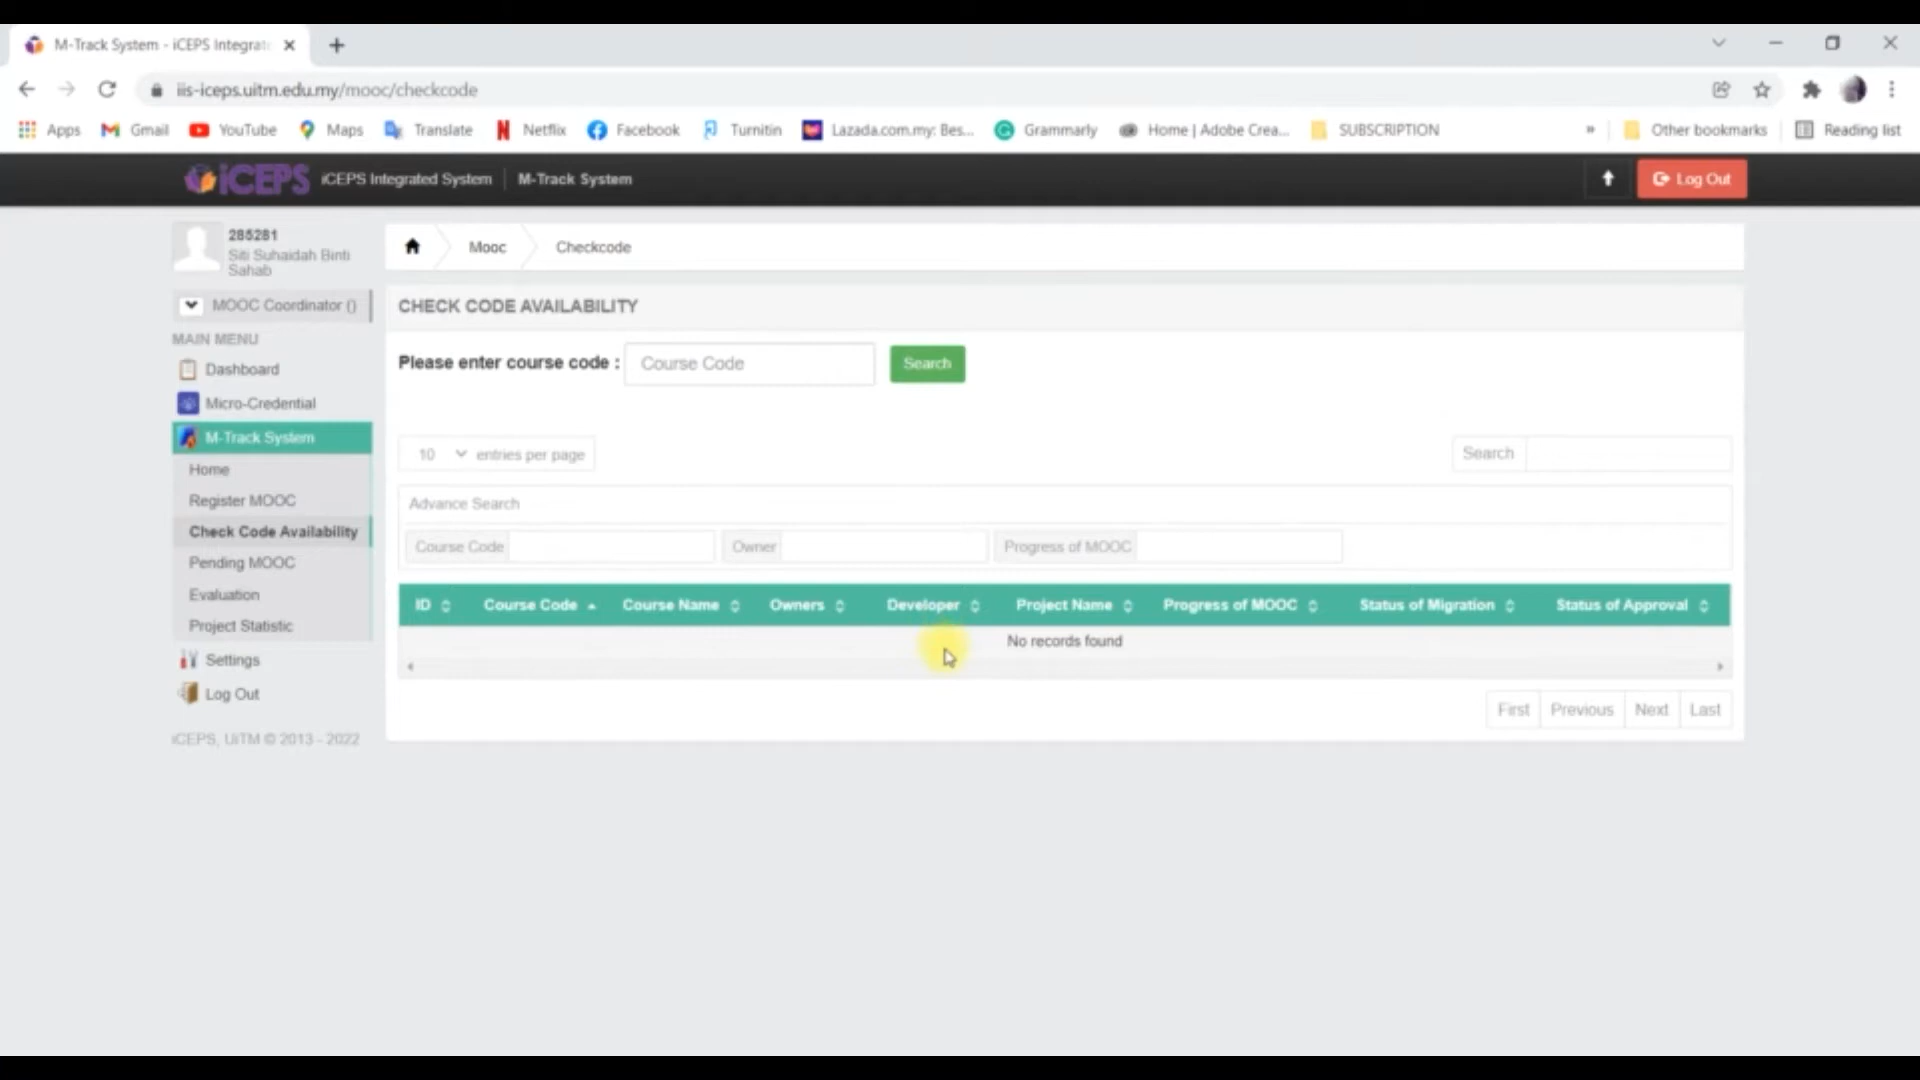 M-Track System - iCEPS Integrat
iis-iceps.uitm.edu.my/mooc/checkcode
Apps Gmail YouTube Maps Translate Netflix Facebook Turnitin Lazada.com.my: Bes... Grammarly Home | Adobe Crea... SUBSCRIPTION » Other bookmarks Reading list
iCEPS iCEPS Integrated System M-Track System Log Out
285281
Siti Suhaidah Binti
Sahab
Mooc Checkcode
MOOC Coordinator ()
CHECK CODE AVAILABILITY
MAIN MENU
Please enter course code : Course Code Search
Dashboard
Micro-Credential
M-Track System
10 entries per page Search
Home
Register MOOC
Advance Search
Check Code Availability
Course Code Owner Progress of MOOC
Pending MOOC
Evaluation
ID Course Code Course Name Owners Developer Project Name Progress of MOOC Status of Migration Status of Approval
Project Statistic
No records found
Settings
Log Out
First Previous Next Last
iCEPS, UiTM © 2013 - 2022